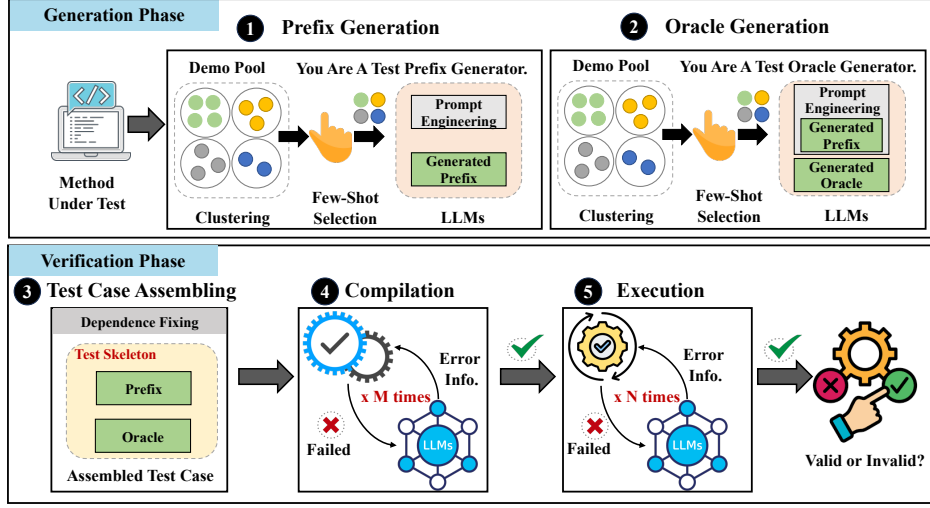 Generation Phase
1 Prefix Generation
2 Oracle Generation
Method
Under Test
Demo Pool
You Are A Test Prefix Generator.
Prompt
Engineering
Generated
Prefix
Clustering
Few-Shot
Selection
LLMs
Demo Pool
You Are A Test Oracle Generator.
Prompt
Engineering
Generated
Prefix
Generated
Oracle
Clustering
Few-Shot
Selection
LLMs
Verification Phase
3 Test Case Assembling
4 Compilation
5 Execution
Dependence Fixing
Test Skeleton
Prefix
Oracle
Assembled Test Case
Error
Info.
x M times
Failed
LLMs
Error
Info.
x N times
Failed
LLMs
Valid or Invalid?